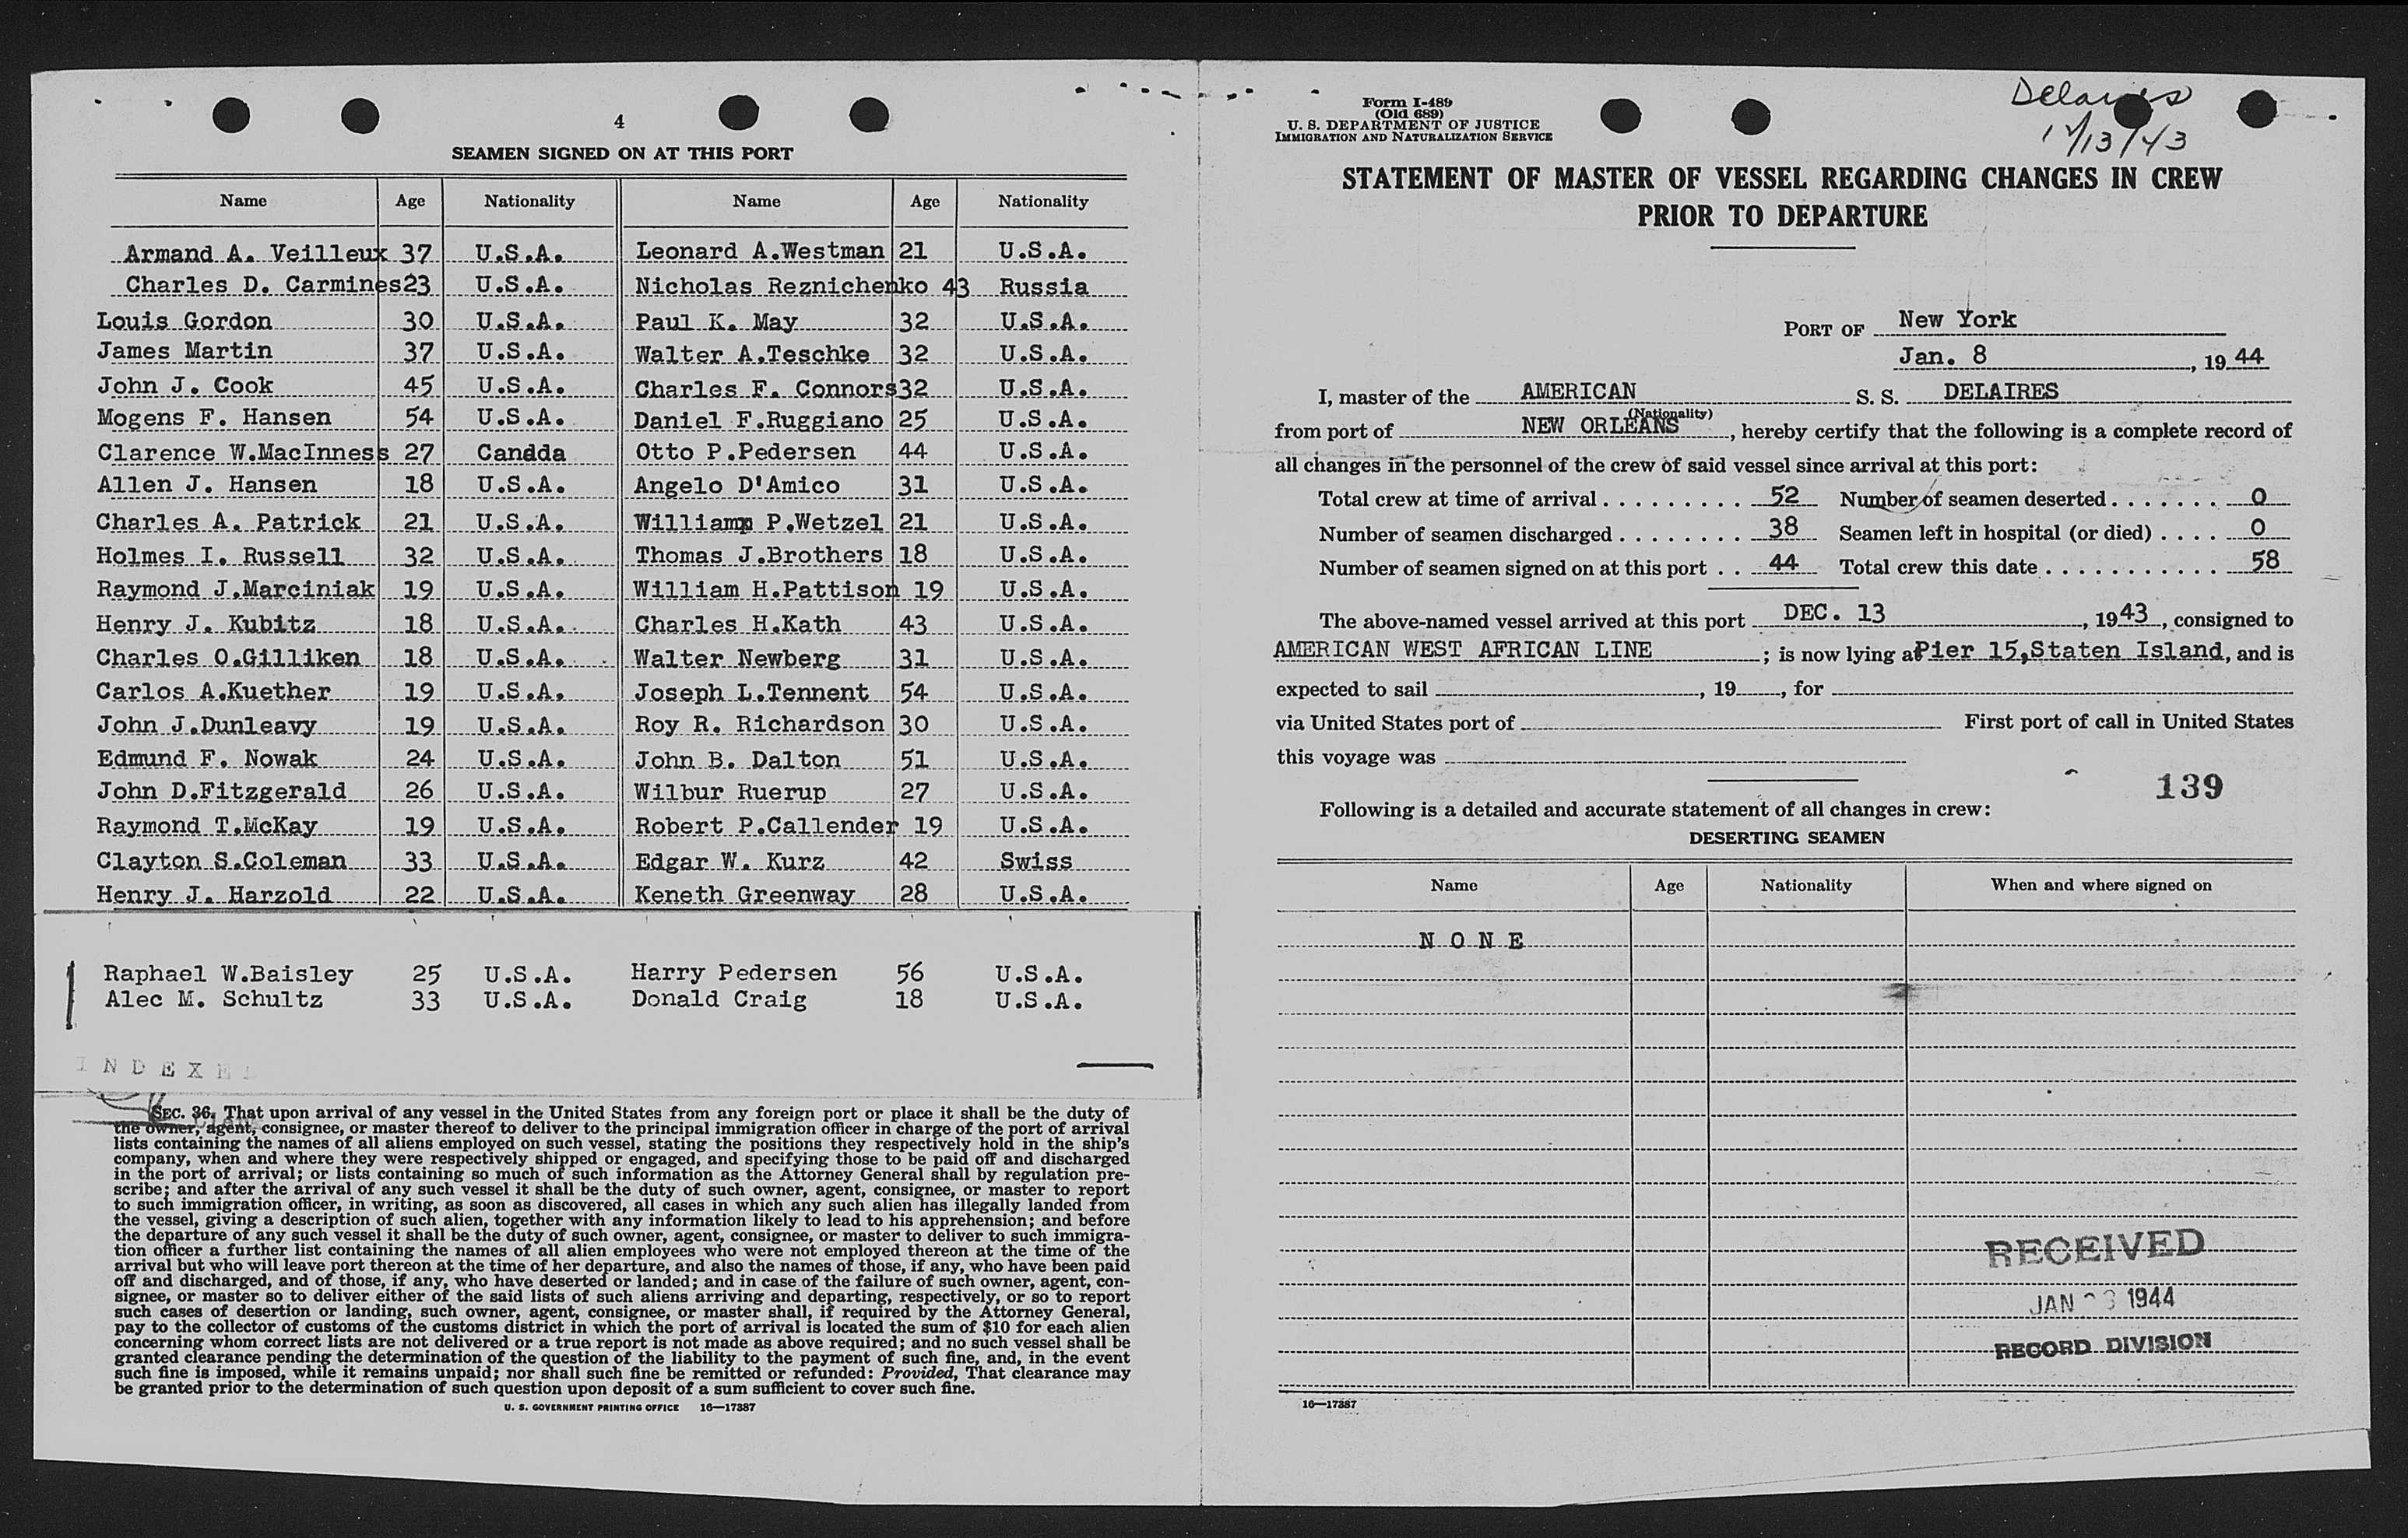 4
SEAMEN SIGNED ON AT THIS PORT
Name Age Nationality Name Age Nationality
Armand A. Veilleux 37 U.S.A. Leonard A.Westman 21 U.S.A.
Charles D. Carmines 23 U.S.A. Nicholas Reznichenko 43 Russia
Louis Gordon 30 U.S.A. Paul K. May 32 U.S.A.
James Martin 37 U.S.A. Walter A.Teschke 32 U.S.A.
John J. Cook 45 U.S.A. Charles F. Connors 32 U.S.A.
Mogens F. Hansen 54 U.S.A. Daniel F.Ruggiano 25 U.S.A.
Clarence W.MacInness 27 Candda Otto P.Pedersen 44 U.S.A.
Allen J. Hansen 18 U.S.A. Angelo D'Amico 31 U.S.A.
Charles A. Patrick 21 U.S.A. William P.Wetzel 21 U.S.A.
Holmes I. Russell 32 U.S.A. Thomas J.Brothers 18 U.S.A.
Raymond J.Marciniak 19 U.S.A. William H.Pattison 19 U.S.A.
Henry J. Kubitz 18 U.S.A. Charles H.Kath 43 U.S.A.
Charles O.Gilliken 18 U.S.A. Walter Newberg 31 U.S.A.
Carlos A.Kuether 19 U.S.A. Joseph L.Tennent 54 U.S.A.
John J.Dunleavy 19 U.S.A. Roy R. Richardson 30 U.S.A.
Edmund F. Nowak 24 U.S.A. John B. Dalton 51 U.S.A.
John D.Fitzgerald 26 U.S.A. Wilbur Ruerup 27 U.S.A.
Raymond T.McKay 19 U.S.A. Robert P.Callender 19 U.S.A.
Clayton S.Coleman 33 U.S.A. Edgar W. Kurz 42 Swiss
Henry J. Harzold 22 U.S.A. Keneth Greenway 28 U.S.A.
Raphael W.Baisley 25 U.S.A. Harry Pedersen 56 U.S.A.
Alec M. Schultz 33 U.S.A. Donald Craig 18 U.S.A.
INDEXED
SEC. 36. That upon arrival of any vessel in the United States from any foreign port or place it shall be the duty of
the owner, agent, consignee, or master thereof to deliver to the principal immigration officer in charge of the port of arrival
lists containing the names of all aliens employed on such vessel, stating the positions they respectively hold in the ship's
company, when and where they were respectively shipped or engaged, and specifying those to be paid off and discharged
in the port of arrival; or lists containing so much of such information as the Attorney General shall by regulation pre-
scribe; and after the arrival of any such vessel it shall be the duty of such owner, agent, consignee, or master to report
to such immigration officer, in writing, as soon as discovered, all cases in which any such alien has illegally landed from
the vessel, giving a description of such alien, together with any information likely to lead to his apprehension; and before
the departure of any such vessel it shall be the duty of such owner, agent, consignee, or master to deliver to such immigra-
tion officer a further list containing the names of all alien employees who were not employed thereon at the time of the
arrival but who will leave port thereon at the time of her departure, and also the names of those, if any, who have been paid
off and discharged, and of those, if any, who have deserted or landed; and in case of the failure of such owner, agent, con-
signee, or master so to deliver either of the said lists of such aliens arriving and departing, respectively, or so to report
such cases of desertion or landing, such owner, agent, consignee, or master shall, if required by the Attorney General,
pay to the collector of customs of the customs district in which the port of arrival is located the sum of $10 for each alien
concerning whom correct lists are not delivered or a true report is not made as above required; and no such vessel shall be
granted clearance pending the determination of the question of the liability to the payment of such fine, and, in the event
such fine is imposed, while it remains unpaid; nor shall such fine be remitted or refunded: Provided, That clearance may
be granted prior to the determination of such question upon deposit of a sum sufficient to cover such fine.
U. S. GOVERNMENT PRINTING OFFICE 16—17387
Form I-489
(Old 689)
U. S. DEPARTMENT OF JUSTICE
IMMIGRATION AND NATURALIZATION SERVICE
12/13/43
STATEMENT OF MASTER OF VESSEL REGARDING CHANGES IN CREW
PRIOR TO DEPARTURE
PORT OF New York
Jan. 8, 1944
I, master of the AMERICAN S. S. DELAIRES
(Nationality)
from port of NEW ORLEANS, hereby certify that the following is a complete record of
all changes in the personnel of the crew of said vessel since arrival at this port:
Total crew at time of arrival 52 Number of seamen deserted 0
Number of seamen discharged 38 Seamen left in hospital (or died) 0
Number of seamen signed on at this port 44 Total crew this date 58
The above-named vessel arrived at this port DEC. 13, 1943, consigned to
AMERICAN WEST AFRICAN LINE; is now lying at Pier 15,Staten Island, and is
expected to sail , 19 , for
via United States port of First port of call in United States
this voyage was
139
Following is a detailed and accurate statement of all changes in crew:
DESERTING SEAMEN
Name Age Nationality When and where signed on
NONE
RECEIVED
JAN 1944
RECORD DIVISION
16—17387